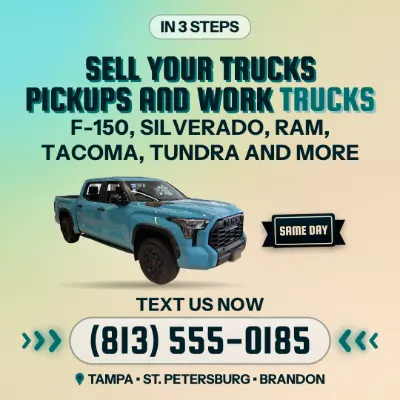 IN 3 STEPS
SELL YOUR TRUCKS
PICKUPS AND WORK TRUCKS
F-150, SILVERADO, RAM,
TACOMA, TUNDRA AND MORE
SAME DAY
TEXT US NOW
(813) 555-0185
TAMPA • ST. PETERSBURG • BRANDON